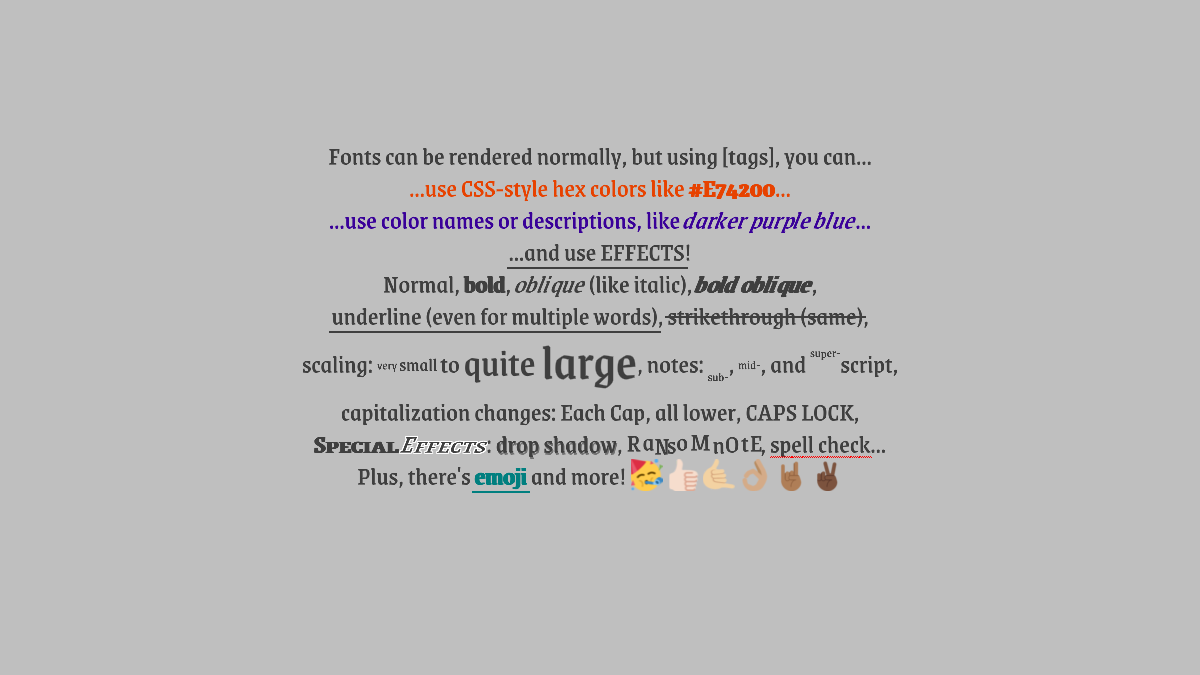 Fonts can be rendered normally, but using [tags], you can...
...use CSS-style hex colors like #E74200...
...use color names or descriptions, like darker purple blue...
...and use EFFECTS!
Normal, bold, oblique (like italic), bold oblique,
underline (even for multiple words), strikethrough (same),
scaling: very small to quite large, notes: sub-, mid-, and super-script,
capitalization changes: Each Cap, all lower, CAPS LOCK,
Special Effects: drop shadow, RaNsoMnOtE, spell check...
Plus, there's emoji and more! 🥳👍🏻🤙🏼👌🏽🤘🏾✌🏿